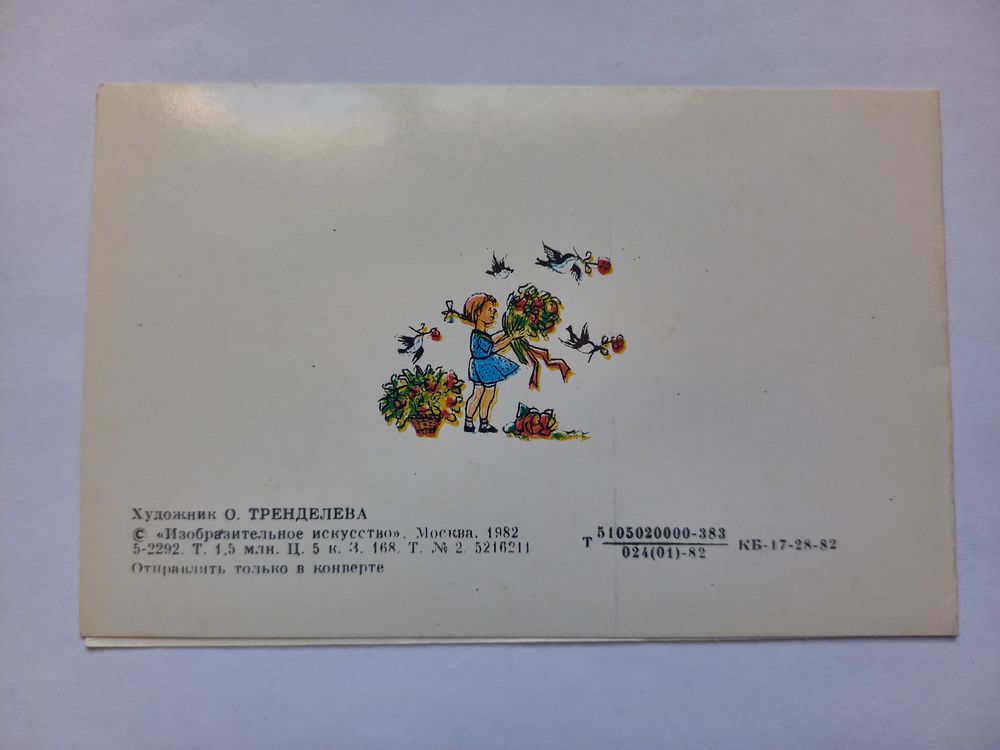 Художник О. ТРЕНДЕЛЕВА
© «Изобразительное искусство». Москва. 1982
5-2292. Т. 1,5 млн. Ц. 5 к. З. 168. Т. № 2. 5216211
Отправлять только в конверте
Т 5105020000-383
024(01)-82
КБ-17-28-82